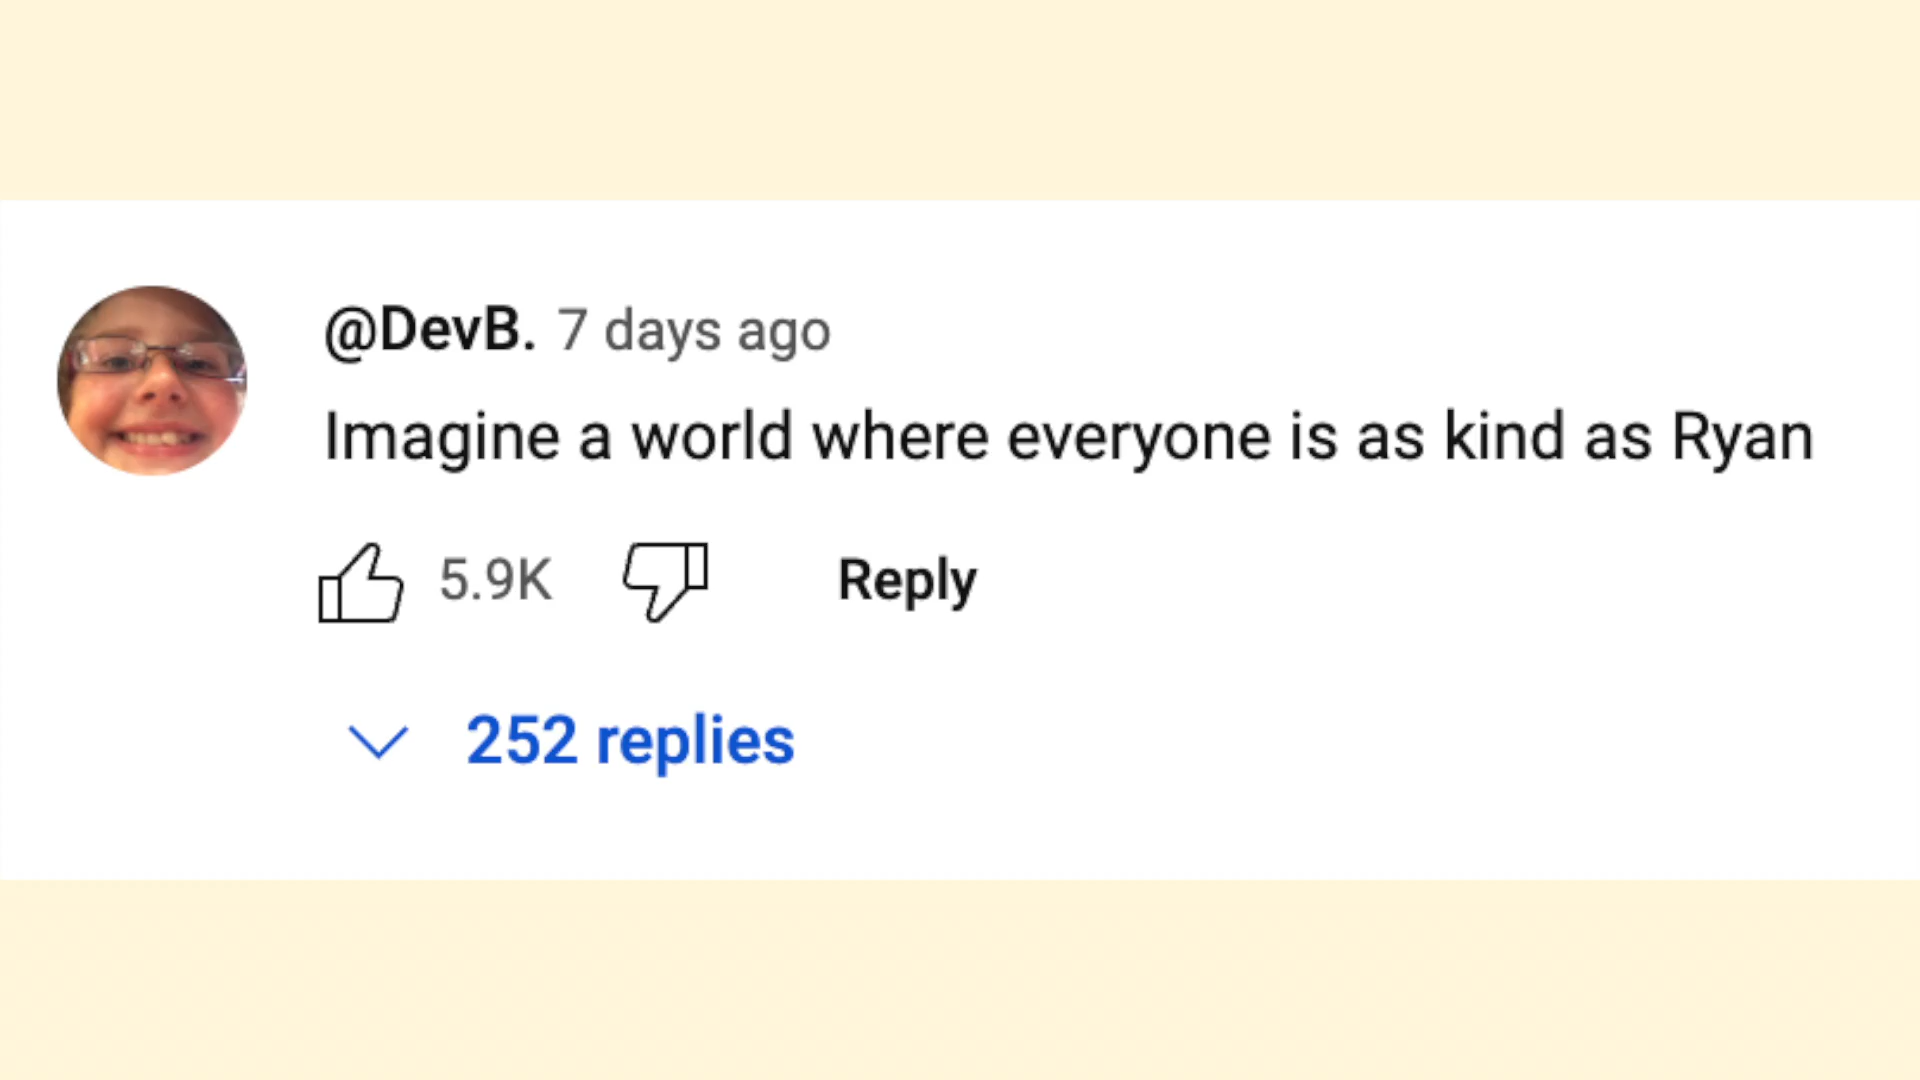 @DevB. 7 days ago
Imagine a world where everyone is as kind as Ryan
5.9K Reply
252 replies